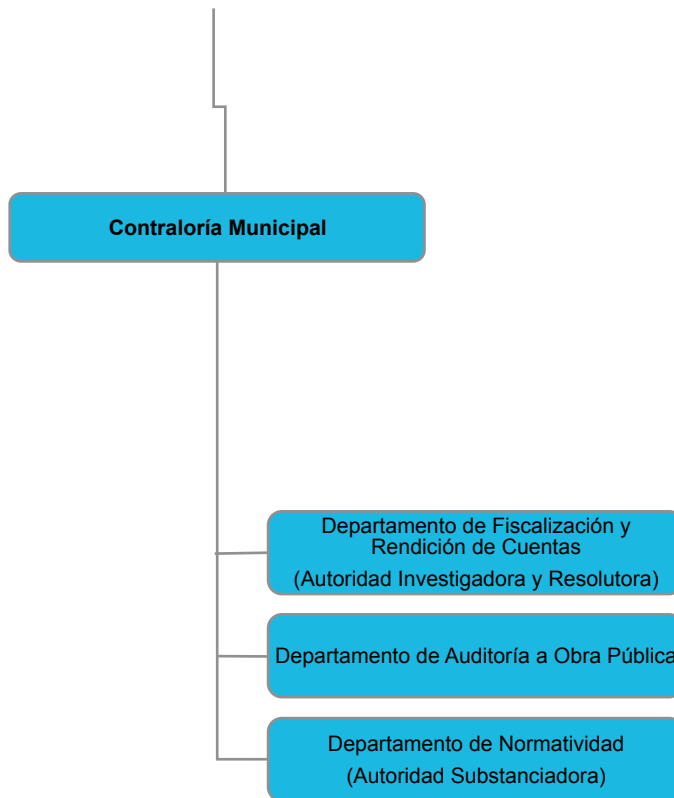 Contraloría Municipal
Departamento de Fiscalización y
Rendición de Cuentas
(Autoridad Investigadora y Resolutora)
Departamento de Auditoría a Obra Pública
Departamento de Normatividad
(Autoridad Substanciadora)